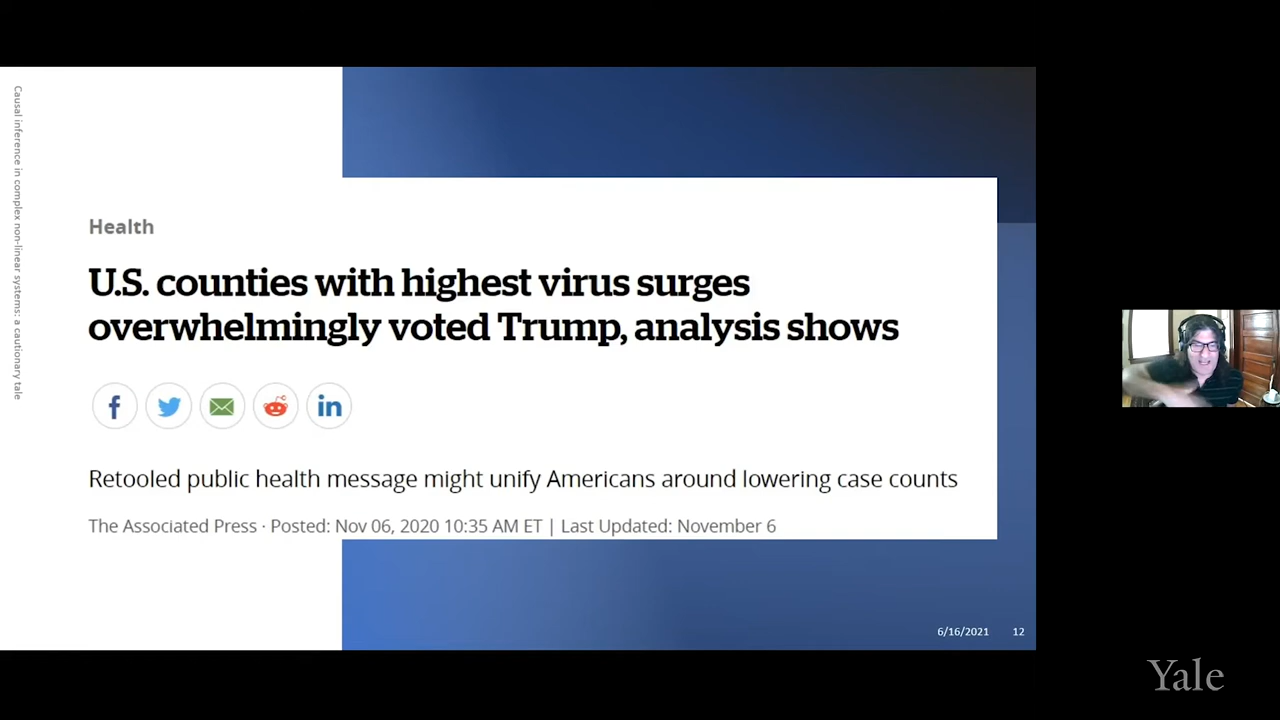 Causal inference in complex non-linear systems: a cautionary tale
Health
U.S. counties with highest virus surges
overwhelmingly voted Trump, analysis shows
f
in
Retooled public health message might unify Americans around lowering case counts
The Associated Press · Posted: Nov 06, 2020 10:35 AM ET | Last Updated: November 6
6/16/2021 12
Yale